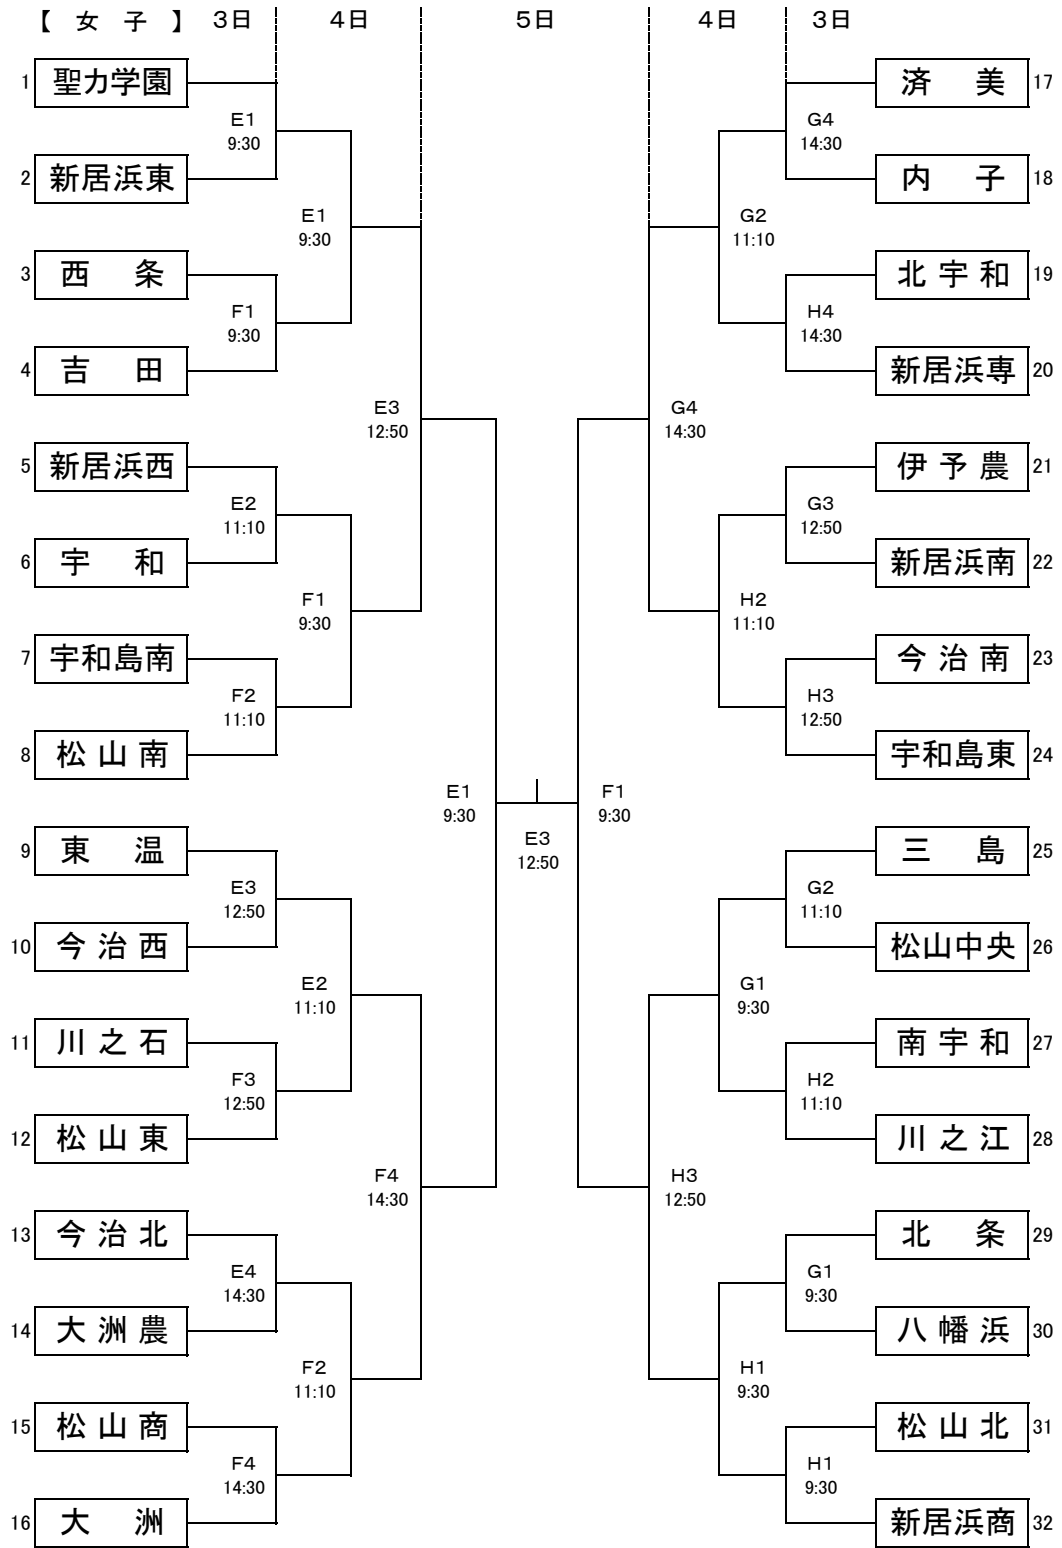 【 女 子 】 3日 4日 5日 4日 3日
1 聖カ学園
E1
9:30
2 新居浜東
E1
9:30
3 西 条
F1
9:30
4 吉 田
E3
12:50
5 新居浜西
E2
11:10
6 宇 和
F1
9:30
7 宇和島南
F2
11:10
8 松 山 南
E1
9:30
9 東 温
E3
12:50
10 今 治 西
E2
11:10
11 川 之 石
F3
12:50
12 松 山 東
F4
14:30
13 今 治 北
E4
14:30
14 大 洲 農
F2
11:10
15 松 山 商
F4
14:30
16 大 洲
E3
12:50
済 美 17
G4
14:30
内 子 18
G2
11:10
北 宇 和 19
H4
14:30
新居浜専 20
G4
14:30
伊 予 農 21
G3
12:50
新居浜南 22
H2
11:10
今 治 南 23
H3
12:50
宇和島東 24
F1
9:30
三 島 25
G2
11:10
松山中央 26
G1
9:30
南 宇 和 27
H2
11:10
川 之 江 28
H3
12:50
北 条 29
G1
9:30
八 幡 浜 30
H1
9:30
松 山 北 31
H1
9:30
新居浜商 32